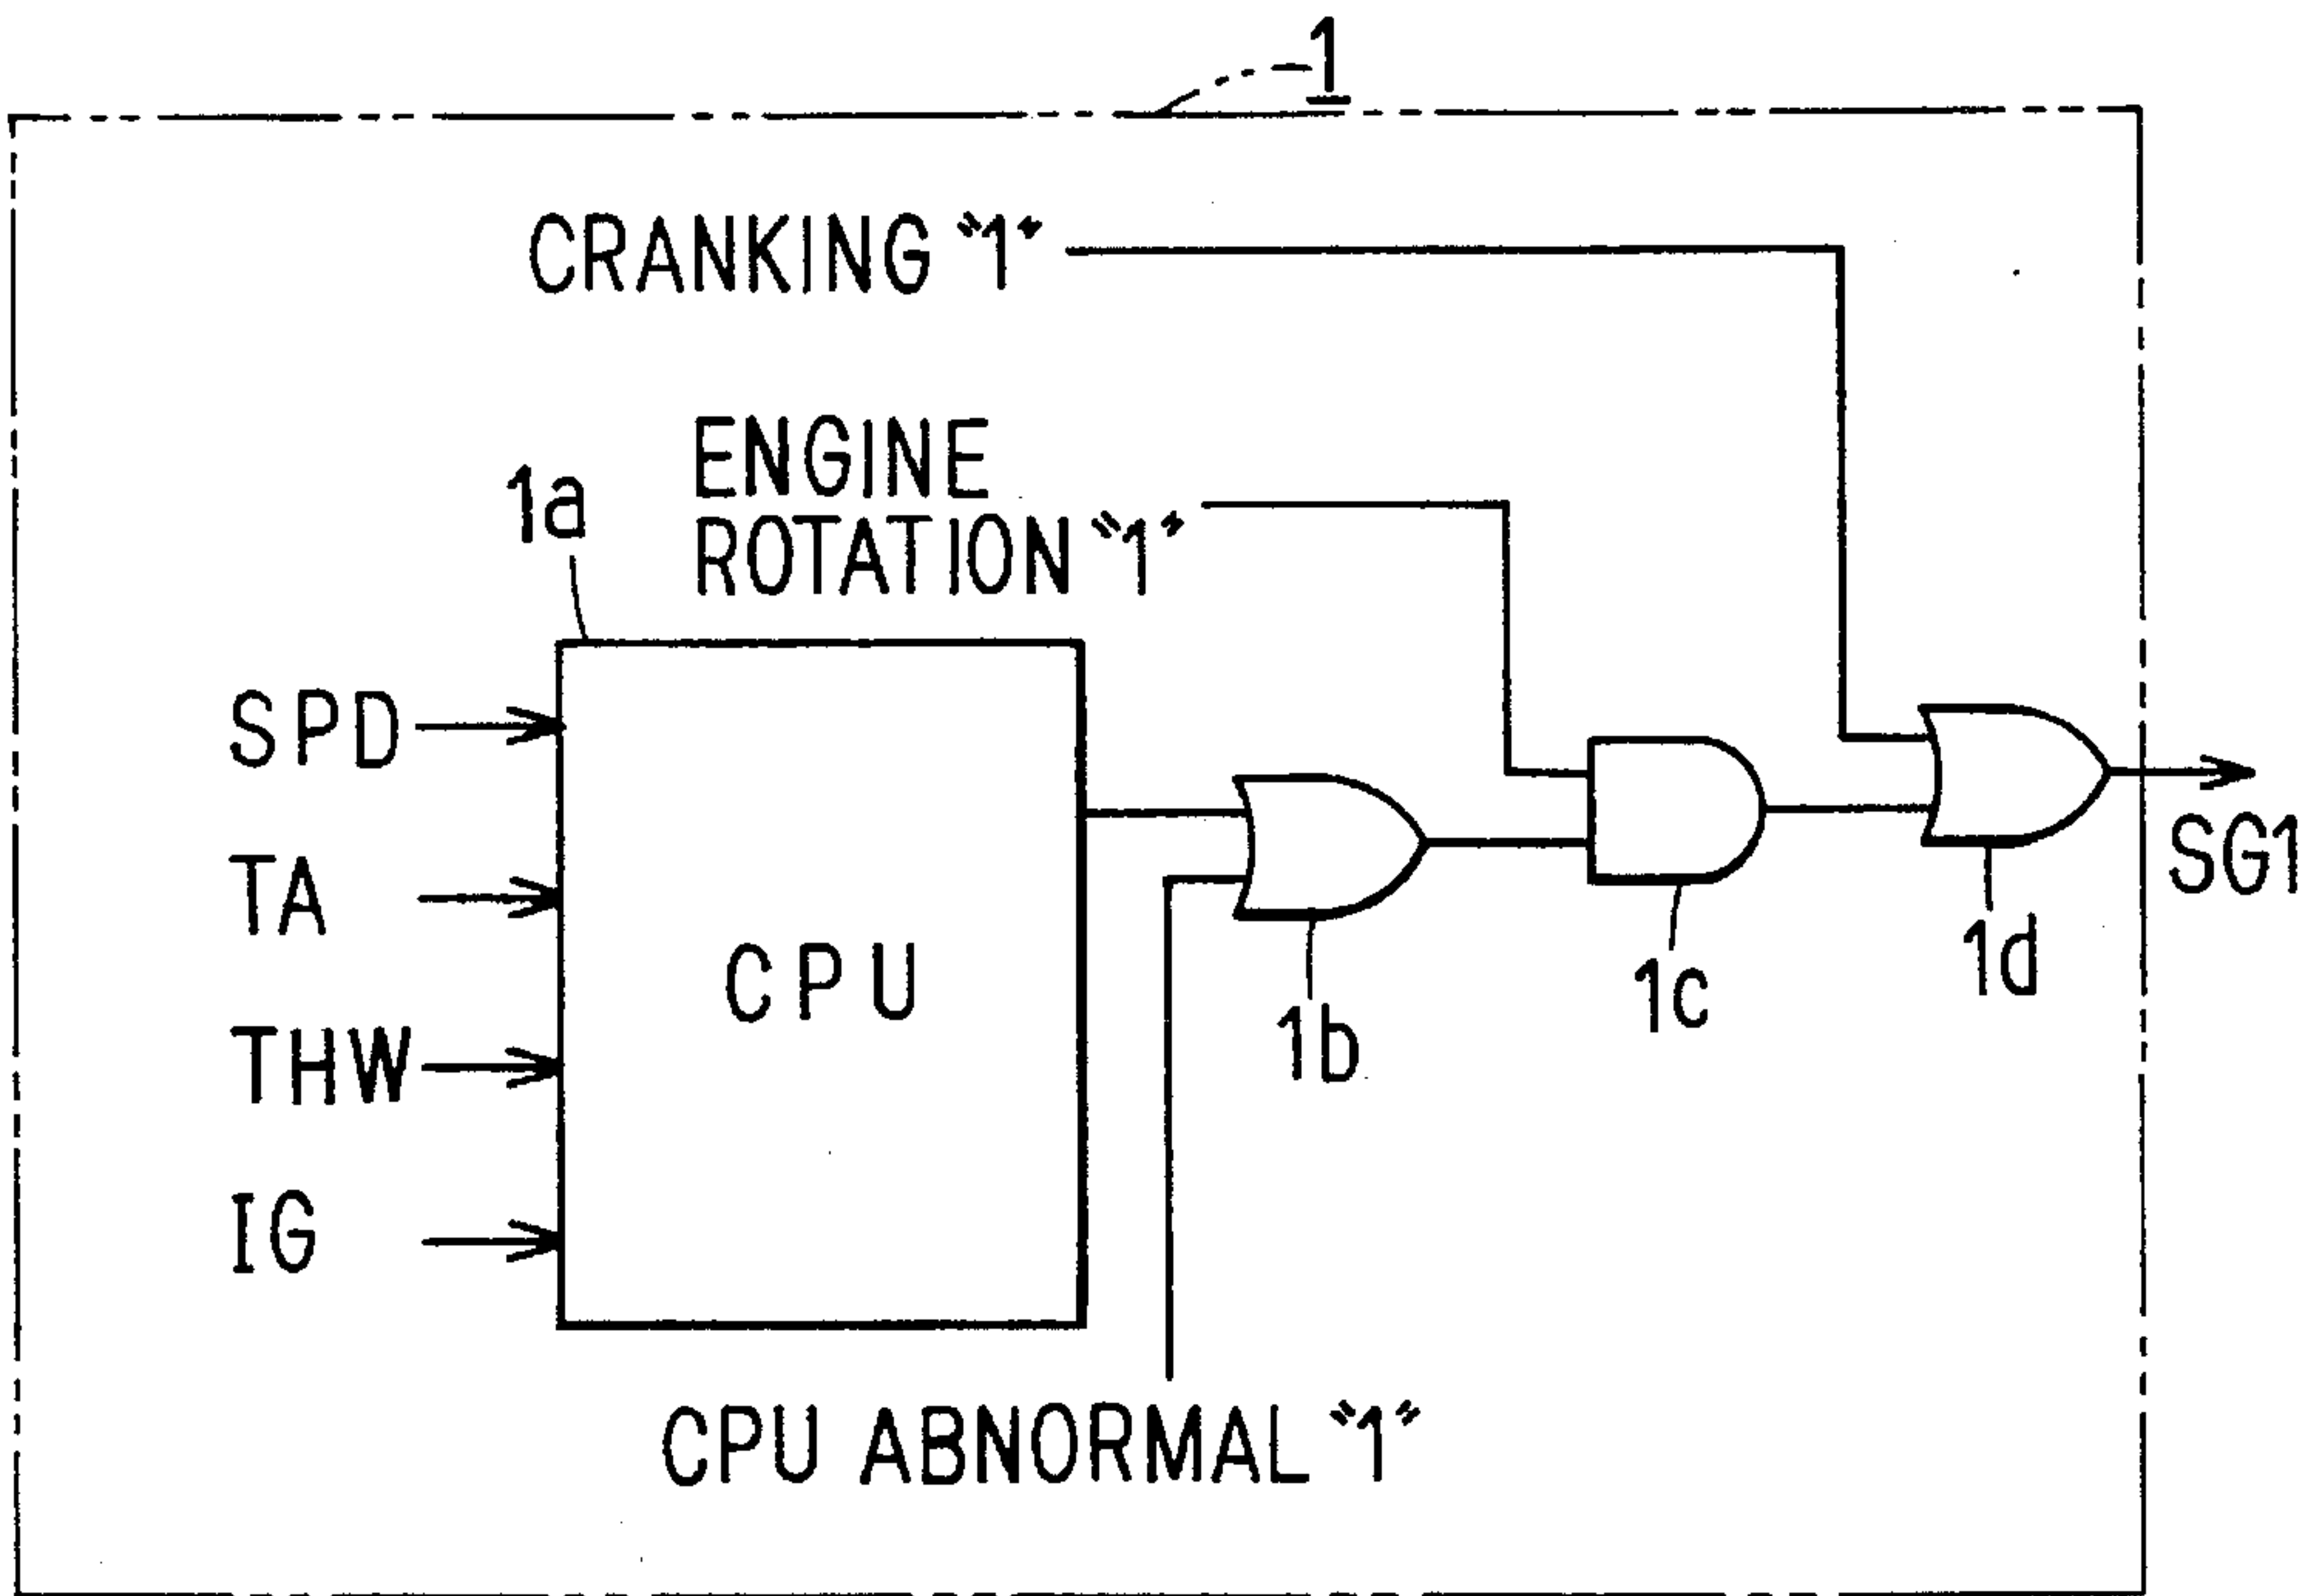 1
CRANKING "1"
ENGINE
ROTATION "1"
1a
SPD
TA
THW
IG
CPU
1b
1c
1d
SG1
CPU ABNORMAL "1"